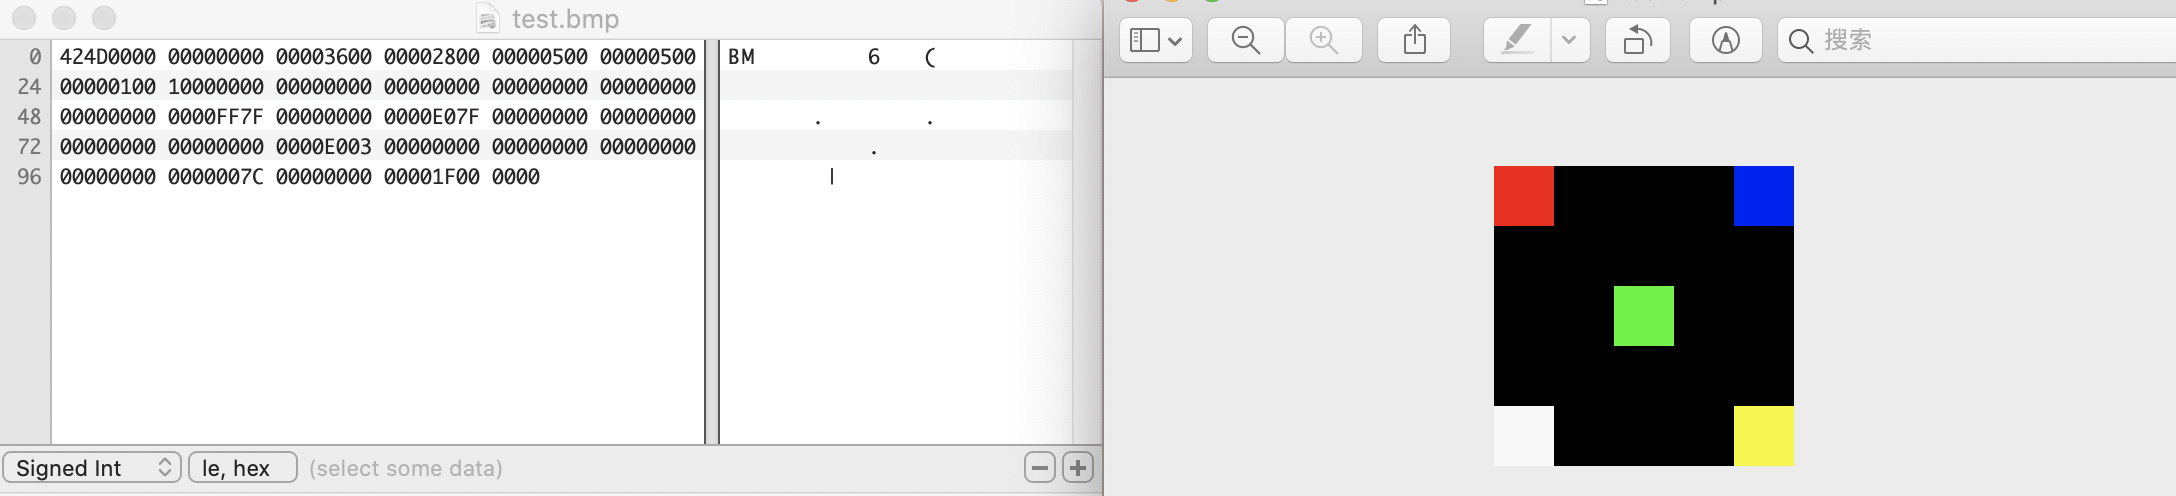 test.bmp
0 424D0000 00000000 00003600 00002800 00000500 00000500 BM 6 (
24 00000100 10000000 00000000 00000000 00000000 00000000
48 00000000 0000FF7F 00000000 0000E07F 00000000 00000000 . .
72 00000000 00000000 0000E003 00000000 00000000 00000000 .
96 00000000 0000007C 00000000 00001F00 0000 |
Signed Int le, hex (select some data)
搜索